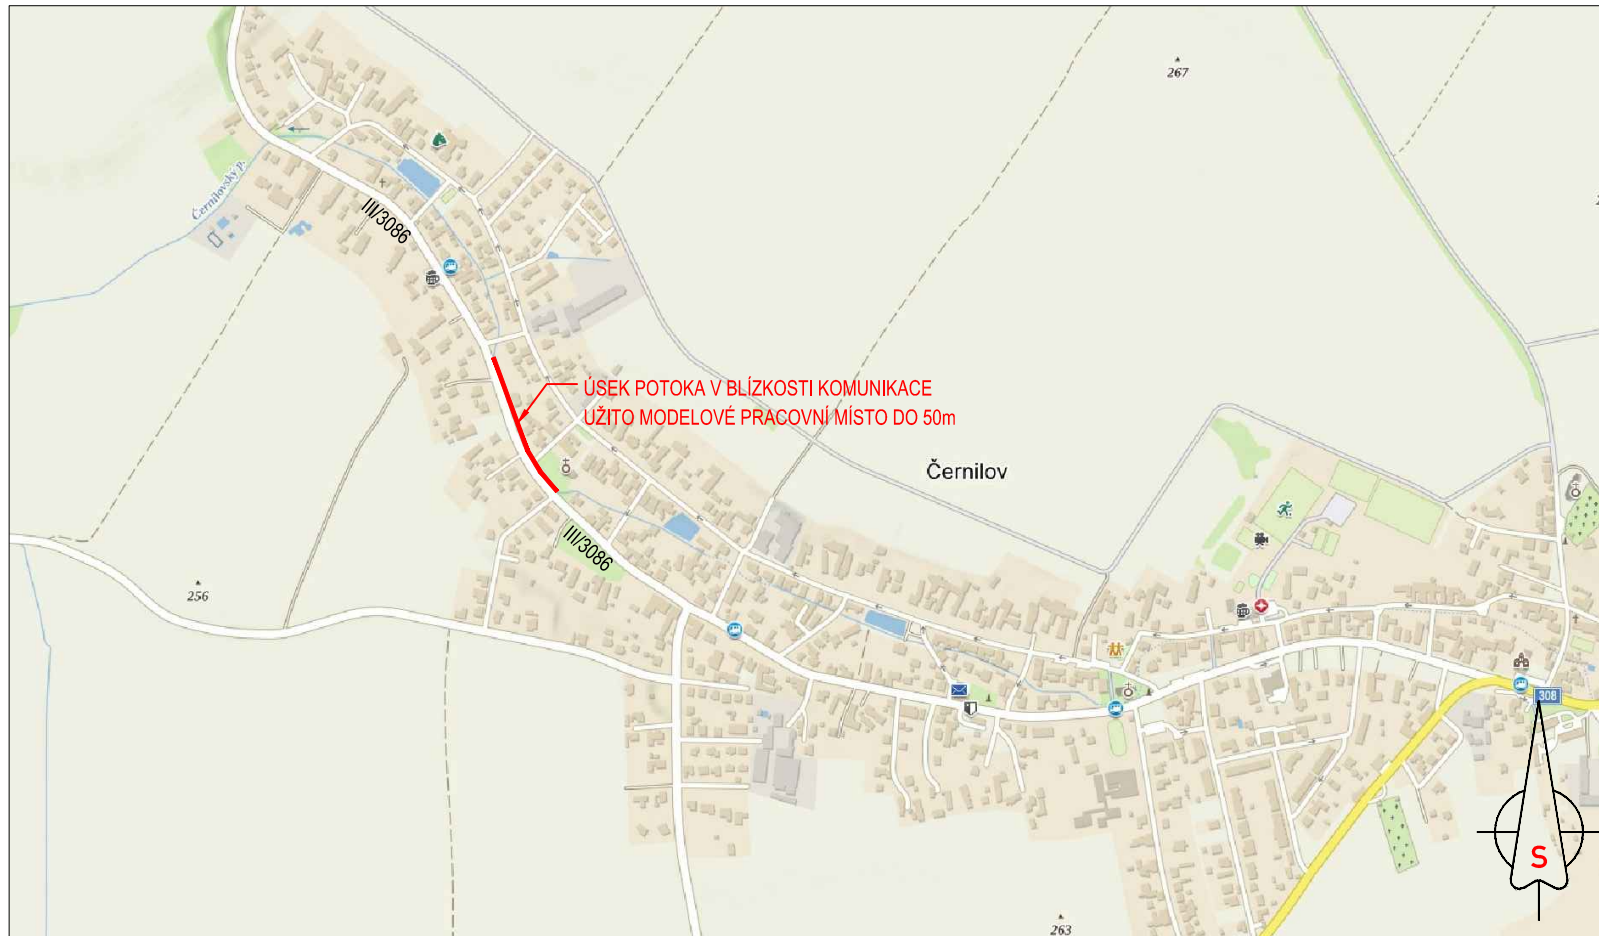 267
Černilovský p.
III/3086
ÚSEK POTOKA V BLÍZKOSTI KOMUNIKACE
UŽITO MODELOVÉ PRACOVNÍ MÍSTO DO 50m
Černilov
III/3086
256
308
S
263